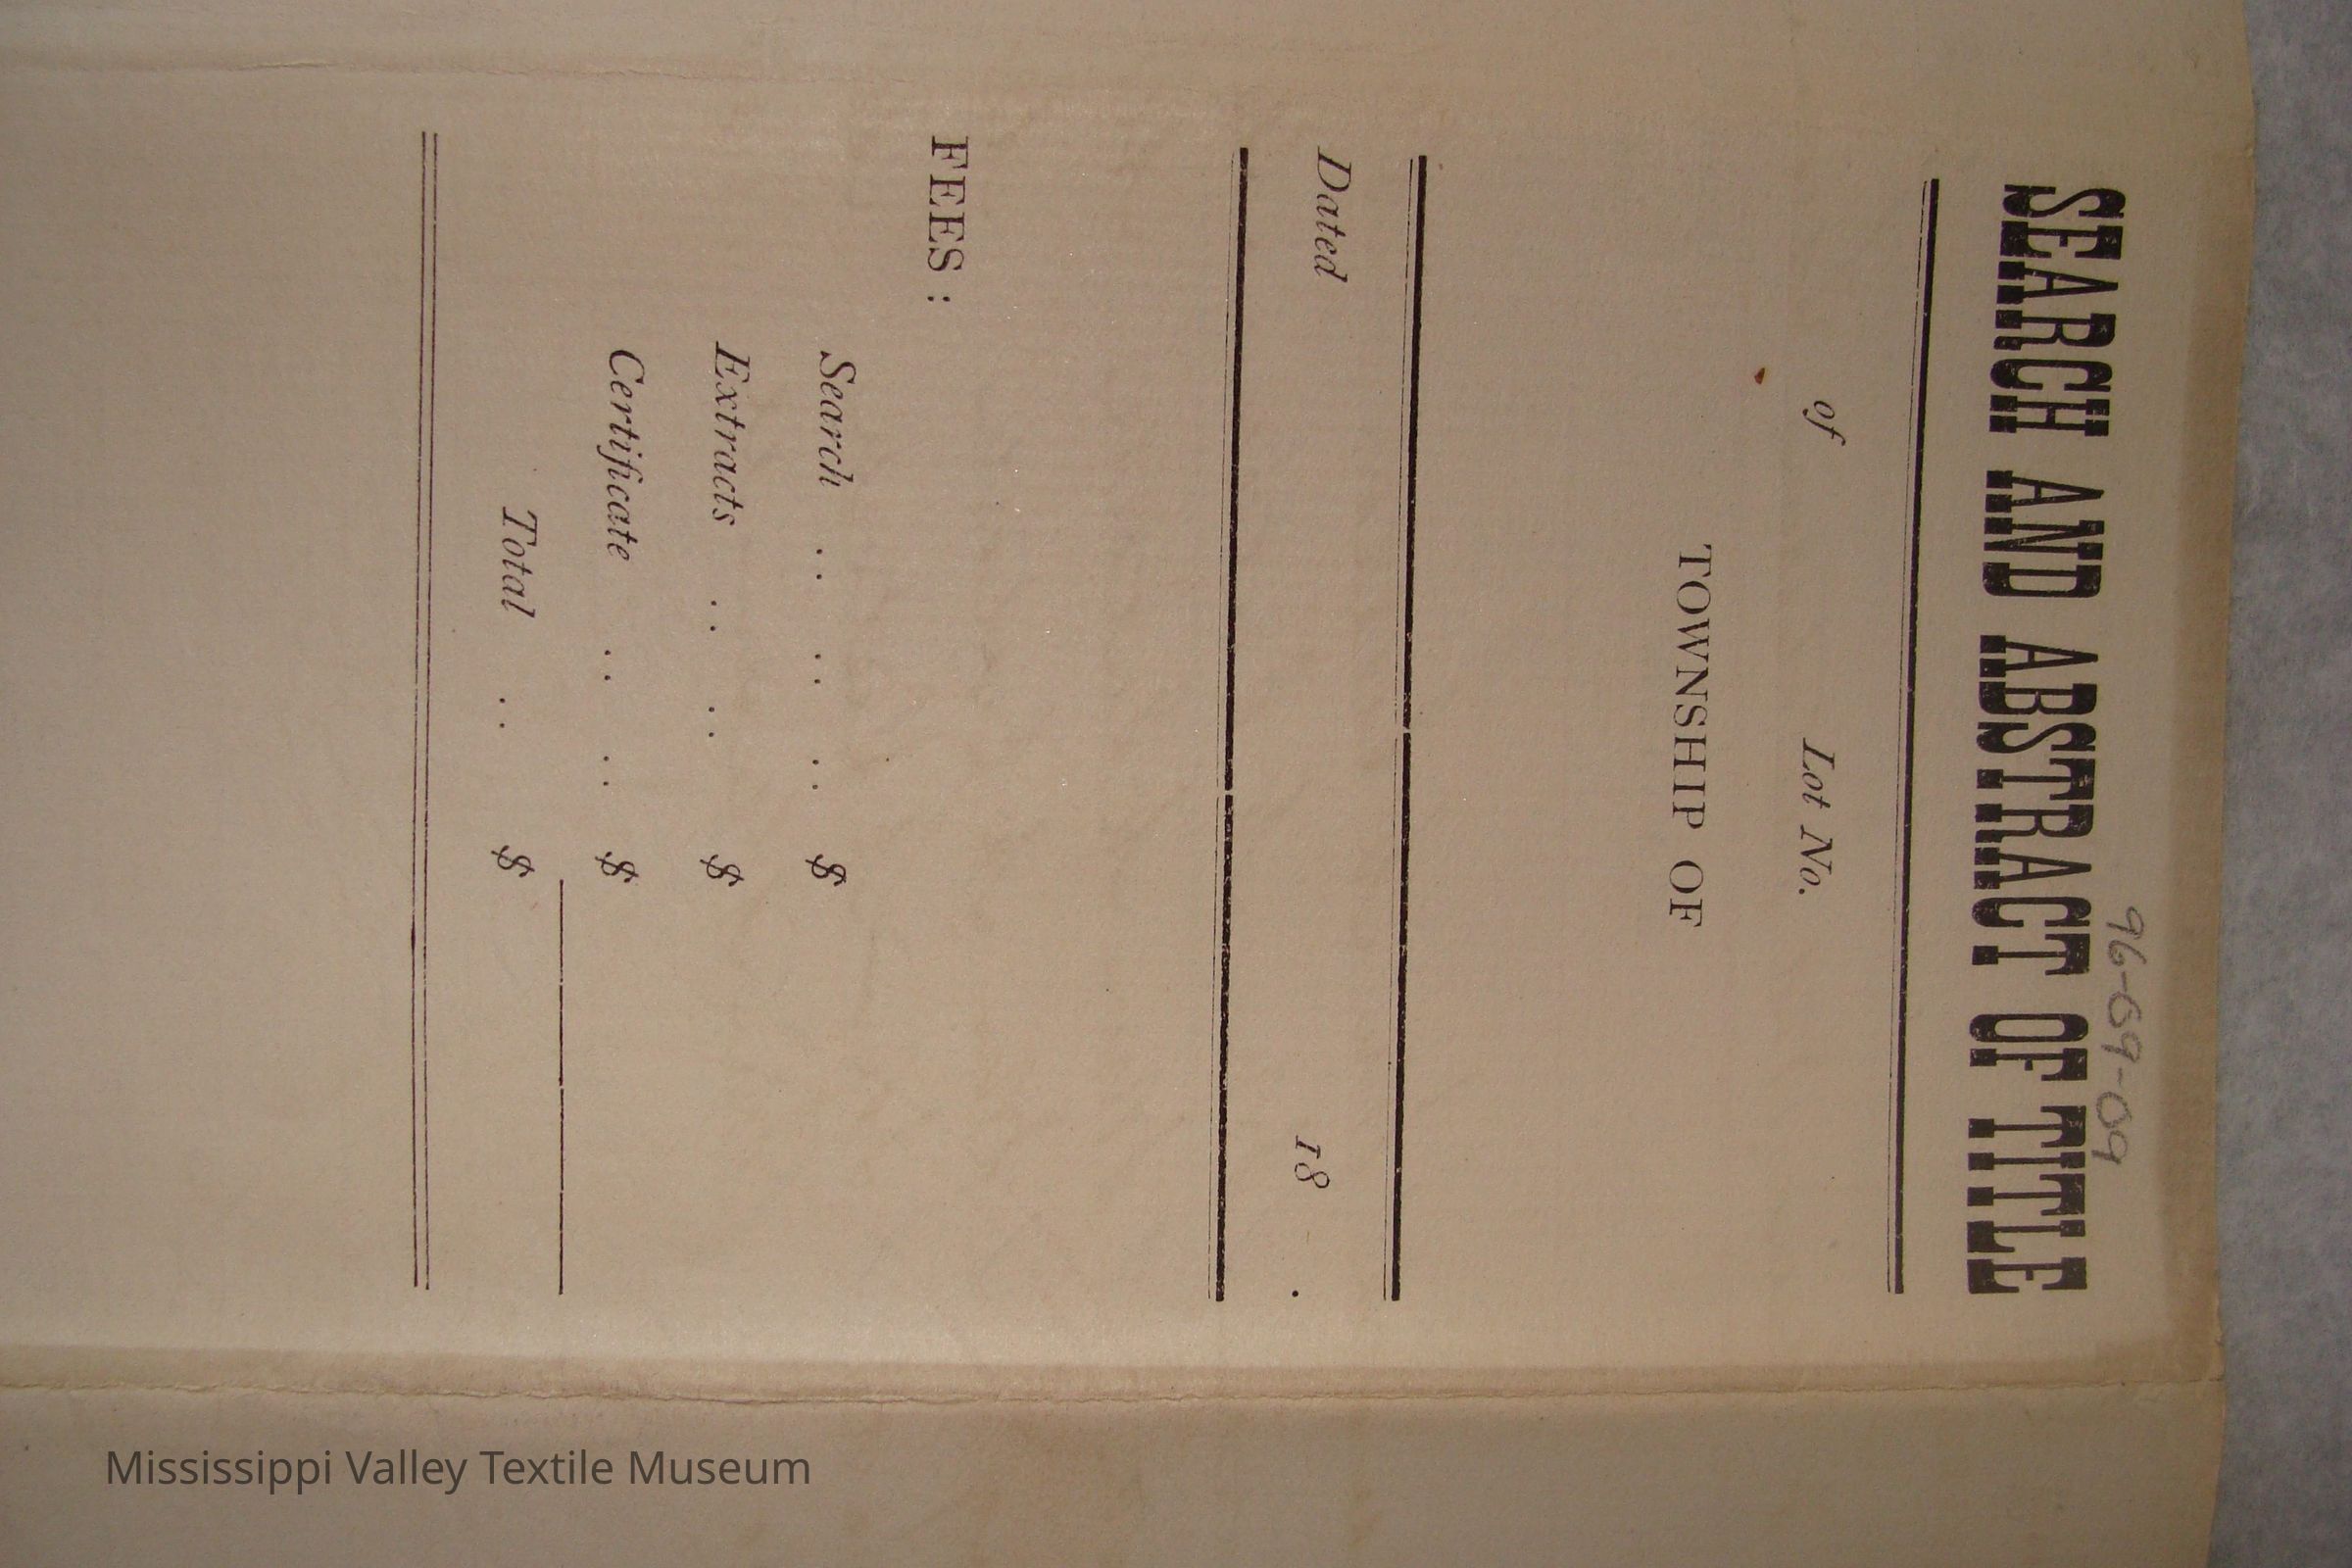 96-69-09
SEARCH AND ABSTRACT OF TITLE
of Lot No.
TOWNSHIP OF
Dated 18 .
FEES :
Search .. .. .. $
Extracts .. .. $
Certificate .. .. $
Total .. $
Mississippi Valley Textile Museum